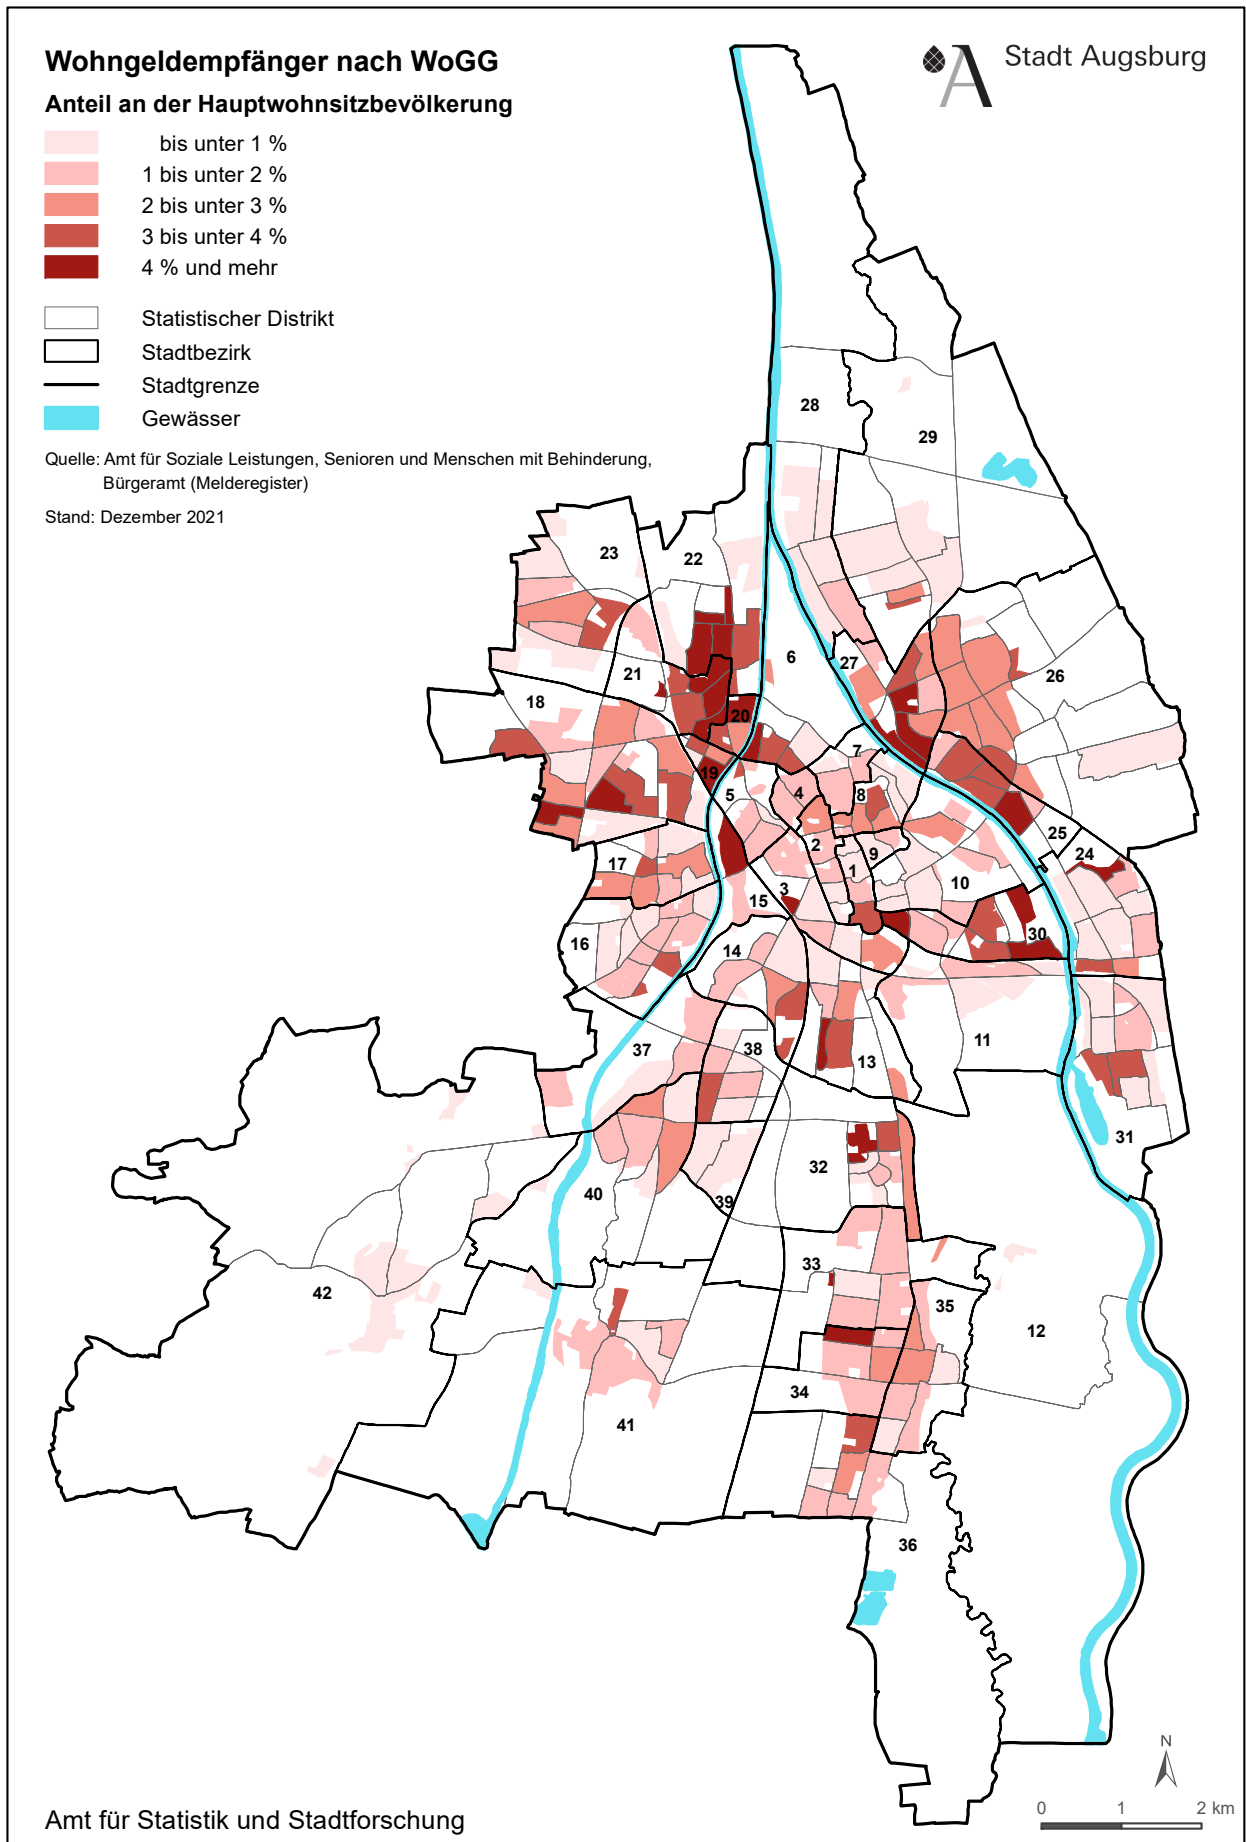 Wohngeldempfänger nach WoGG
Anteil an der Hauptwohnsitzbevölkerung
bis unter 1 %
1 bis unter 2 %
2 bis unter 3 %
3 bis unter 4 %
4 % und mehr
Statistischer Distrikt
Stadtbezirk
Stadtgrenze
Gewässer
Quelle: Amt für Soziale Leistungen, Senioren und Menschen mit Behinderung,
Bürgeramt (Melderegister)
Stand: Dezember 2021
A Stadt Augsburg
28
29
23
22
6
27
21
26
18
20
7
19
5
4
8
25
2
9
24
17
1
10
3
15
30
16
14
11
37
38
13
31
32
40
39
33
42
35
12
34
41
36
N
0 1 2 km
Amt für Statistik und Stadtforschung